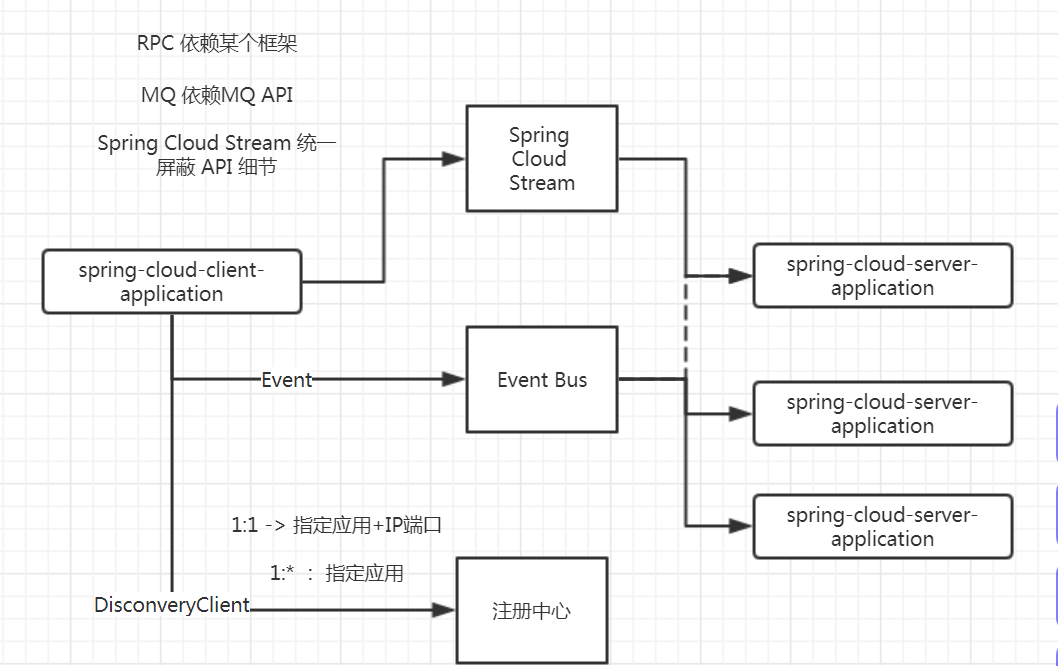 RPC 依赖某个框架
MQ 依赖MQ API
Spring Cloud Stream 统一
屏蔽 API 细节
Spring
Cloud
Stream
spring-cloud-client-
application
spring-cloud-server-
application
Event
Event Bus
spring-cloud-server-
application
1:1 -> 指定应用+IP端口
spring-cloud-server-
application
1:* : 指定应用
DisconveryClient
注册中心